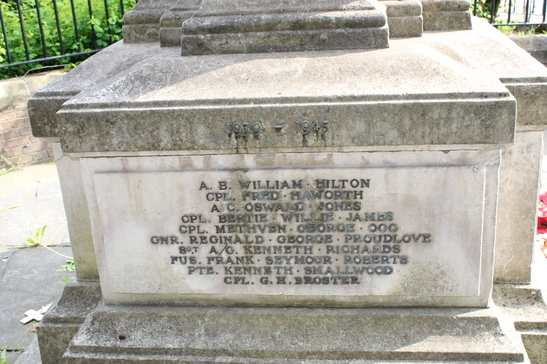 1939 - 1945
A.B. WILLIAM · HILTON
CPL. FRED · HAWORTH
A.C. OSWALD · JONES
CPL. BERTIE · WILLIE · JAMES
CPL. METHVEN · GEORGE · OGG
GNR. REGINALD · GEORGE · PROUDLOVE
SGT A/G. KENNETH · RICHARDS
FUS. FRANK · SEYMOUR · ROBERTS
PTE. KENNETH · SMALLWOOD
CPL. G. H. BROSTER